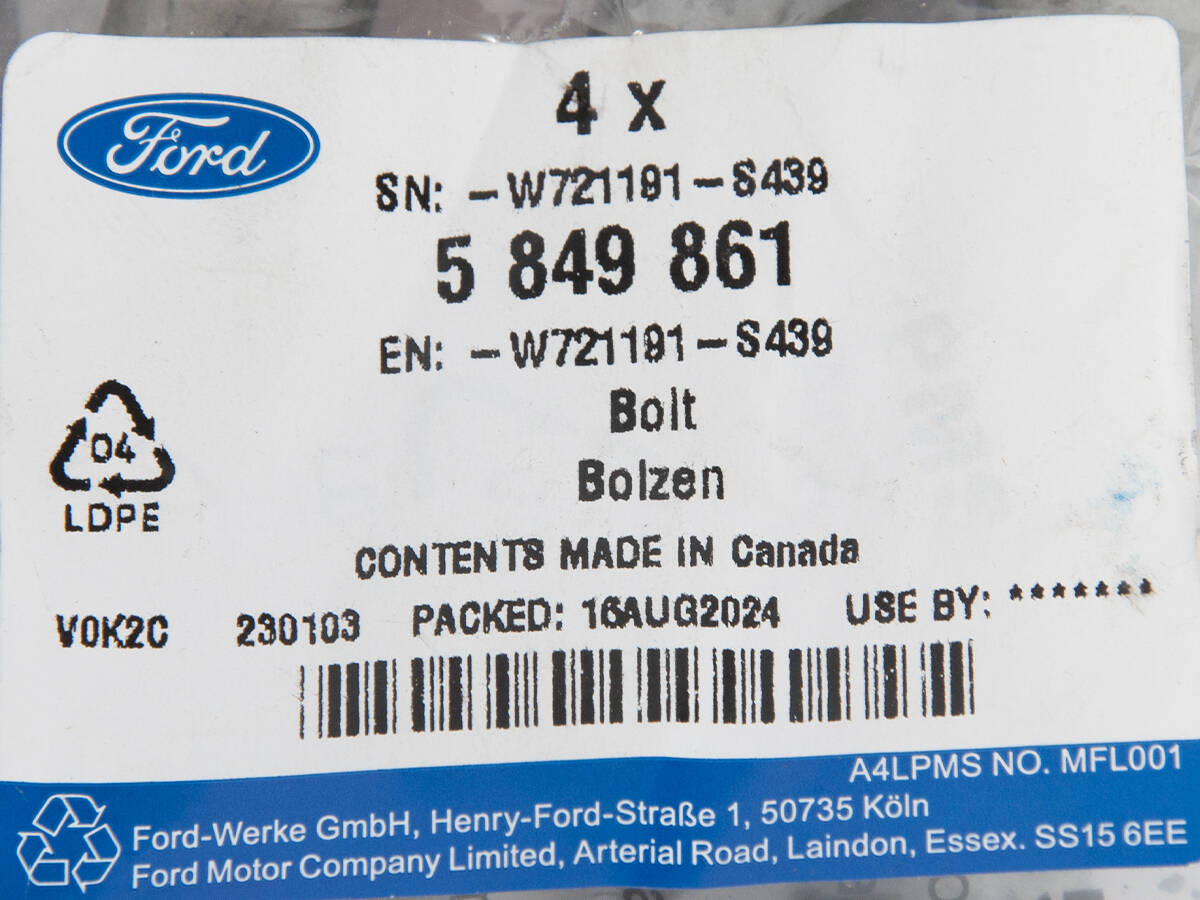 Ford
4 x
SN: -W721191-S439
5 849 861
EN: -W721191-S439
Bolt
Bolzen
04
LDPE
CONTENTS MADE IN Canada
V0K2C 230103 PACKED: 16AUG2024 USE BY: *******
A4LPMS NO. MFL001
Ford-Werke GmbH, Henry-Ford-Straße 1, 50735 Köln
Ford Motor Company Limited, Arterial Road, Laindon, Essex. SS15 6EE